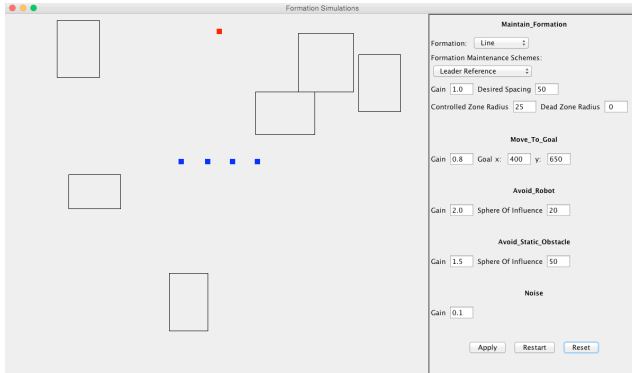 Formation Simulations
Maintain_Formation
Formation: Line
Formation Maintenance Schemes:
Leader Reference
Gain 1.0 Desired Spacing 50
Controlled Zone Radius 25 Dead Zone Radius 0
Move_To_Goal
Gain 0.8 Goal x: 400 y: 650
Avoid_Robot
Gain 2.0 Sphere Of Influence 20
Avoid_Static_Obstacle
Gain 1.5 Sphere Of Influence 50
Noise
Gain 0.1
Apply Restart Reset